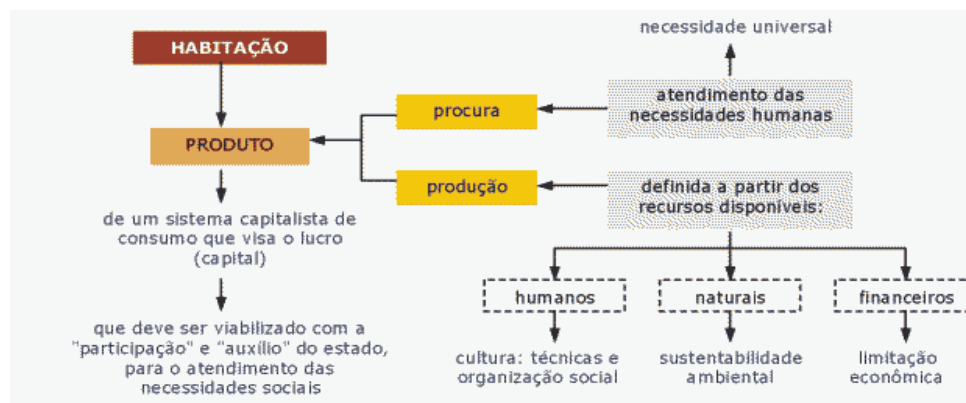 necessidade universal
HABITAÇÃO
atendimento das
necessidades humanas
procura
PRODUTO
produção
definida a partir dos
recursos disponíveis:
de um sistema capitalista de
consumo que visa o lucro
(capital)
humanos
naturais
financeiros
que deve ser viabilizado com a
"participação" e "auxílio" do estado,
para o atendimento das
necessidades sociais
cultura: técnicas e
organização social
sustentabilidade
ambiental
limitação
econômica